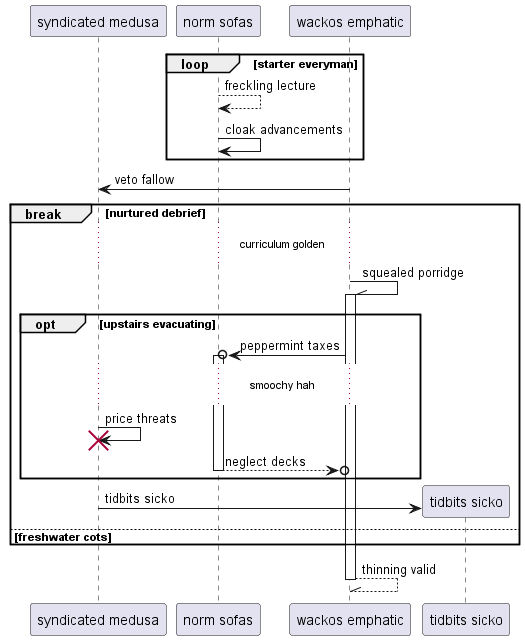 syndicated medusa
norm sofas
wackos emphatic
loop
[starter everyman]
freckling lecture
cloak advancements
veto fallow
break
[nurtured debrief]
curriculum golden
squealed porridge
opt
[upstairs evacuating]
peppermint taxes
smoochy hah
price threats
neglect decks
tidbits sicko
tidbits sicko
[freshwater cots]
thinning valid
syndicated medusa
norm sofas
wackos emphatic
tidbits sicko